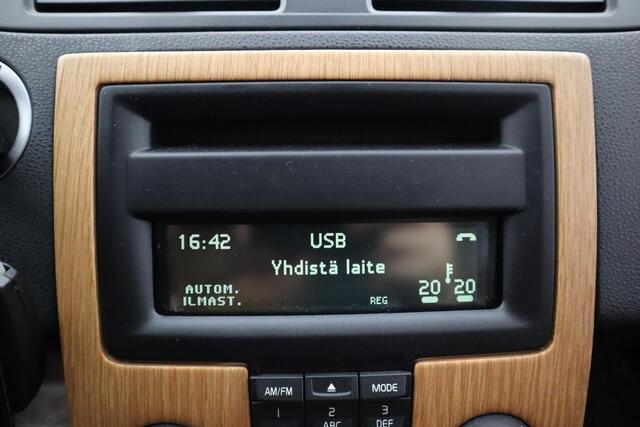 16:42 USB
Yhdistä laite
AUTOM.
ILMAST.
REG
20 20
AM/FM MODE
1 2 3
ABC DEF